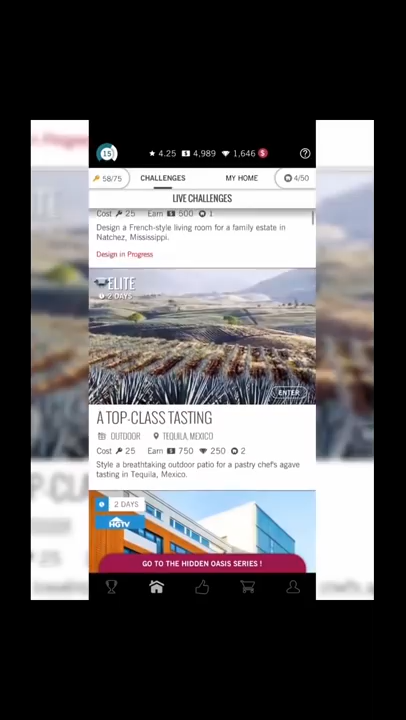 15 4.25 4,989 1,646 $ ?
58/75 CHALLENGES MY HOME 4/50
LIVE CHALLENGES
Cost 25 Earn 500 1
Design a French-style living room for a family estate in
Natchez, Mississippi.
Design in Progress
ELITE
2 DAYS
ENTER
A TOP-CLASS TASTING
OUTDOOR TEQUILA, MEXICO
Cost 25 Earn 750 250 2
Style a breathtaking outdoor patio for a pastry chef's agave
tasting in Tequila, Mexico.
2 DAYS
HGTV
GO TO THE HIDDEN OASIS SERIES !